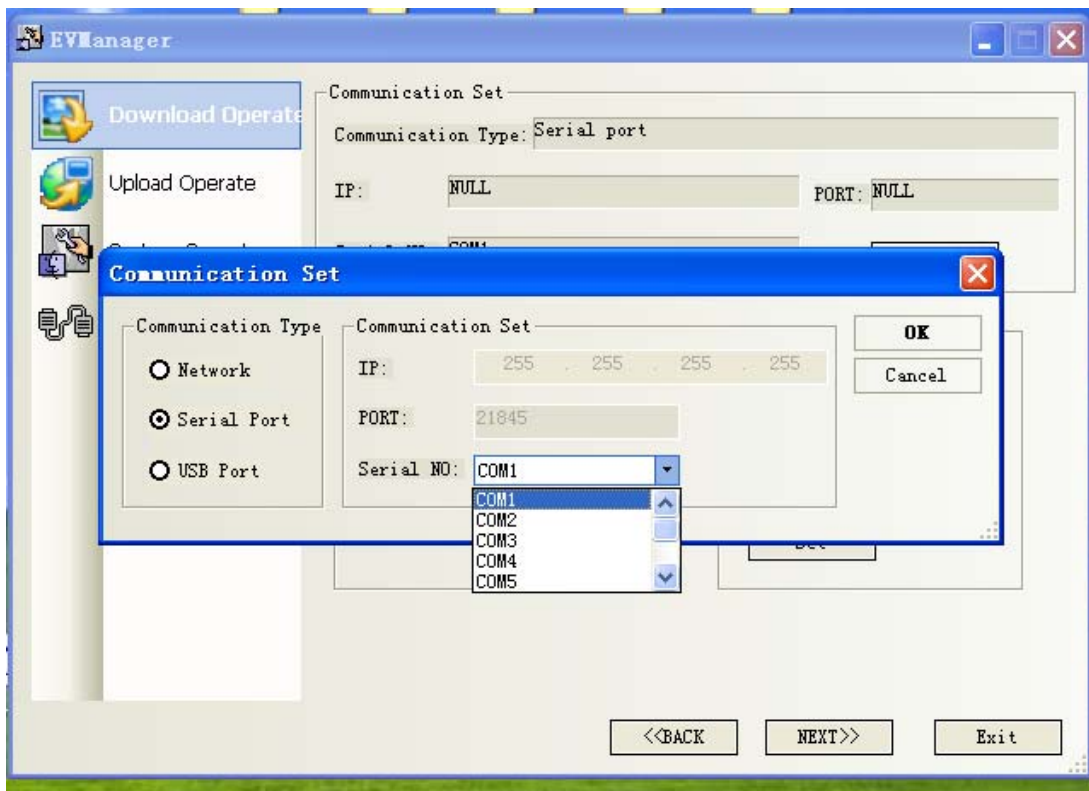 EVManager
Download Operate
Upload Operate
Communication Set
Communication Type: Serial port
IP: NULL PORT: NULL
COM1
Communication Set
Communication Type
Network
Serial Port
USB Port
Communication Set
IP: 255 . 255 . 255 . 255
PORT: 21845
Serial NO: COM1
COM1
COM2
COM3
COM4
COM5
OK
Cancel
<<BACK NEXT>> Exit